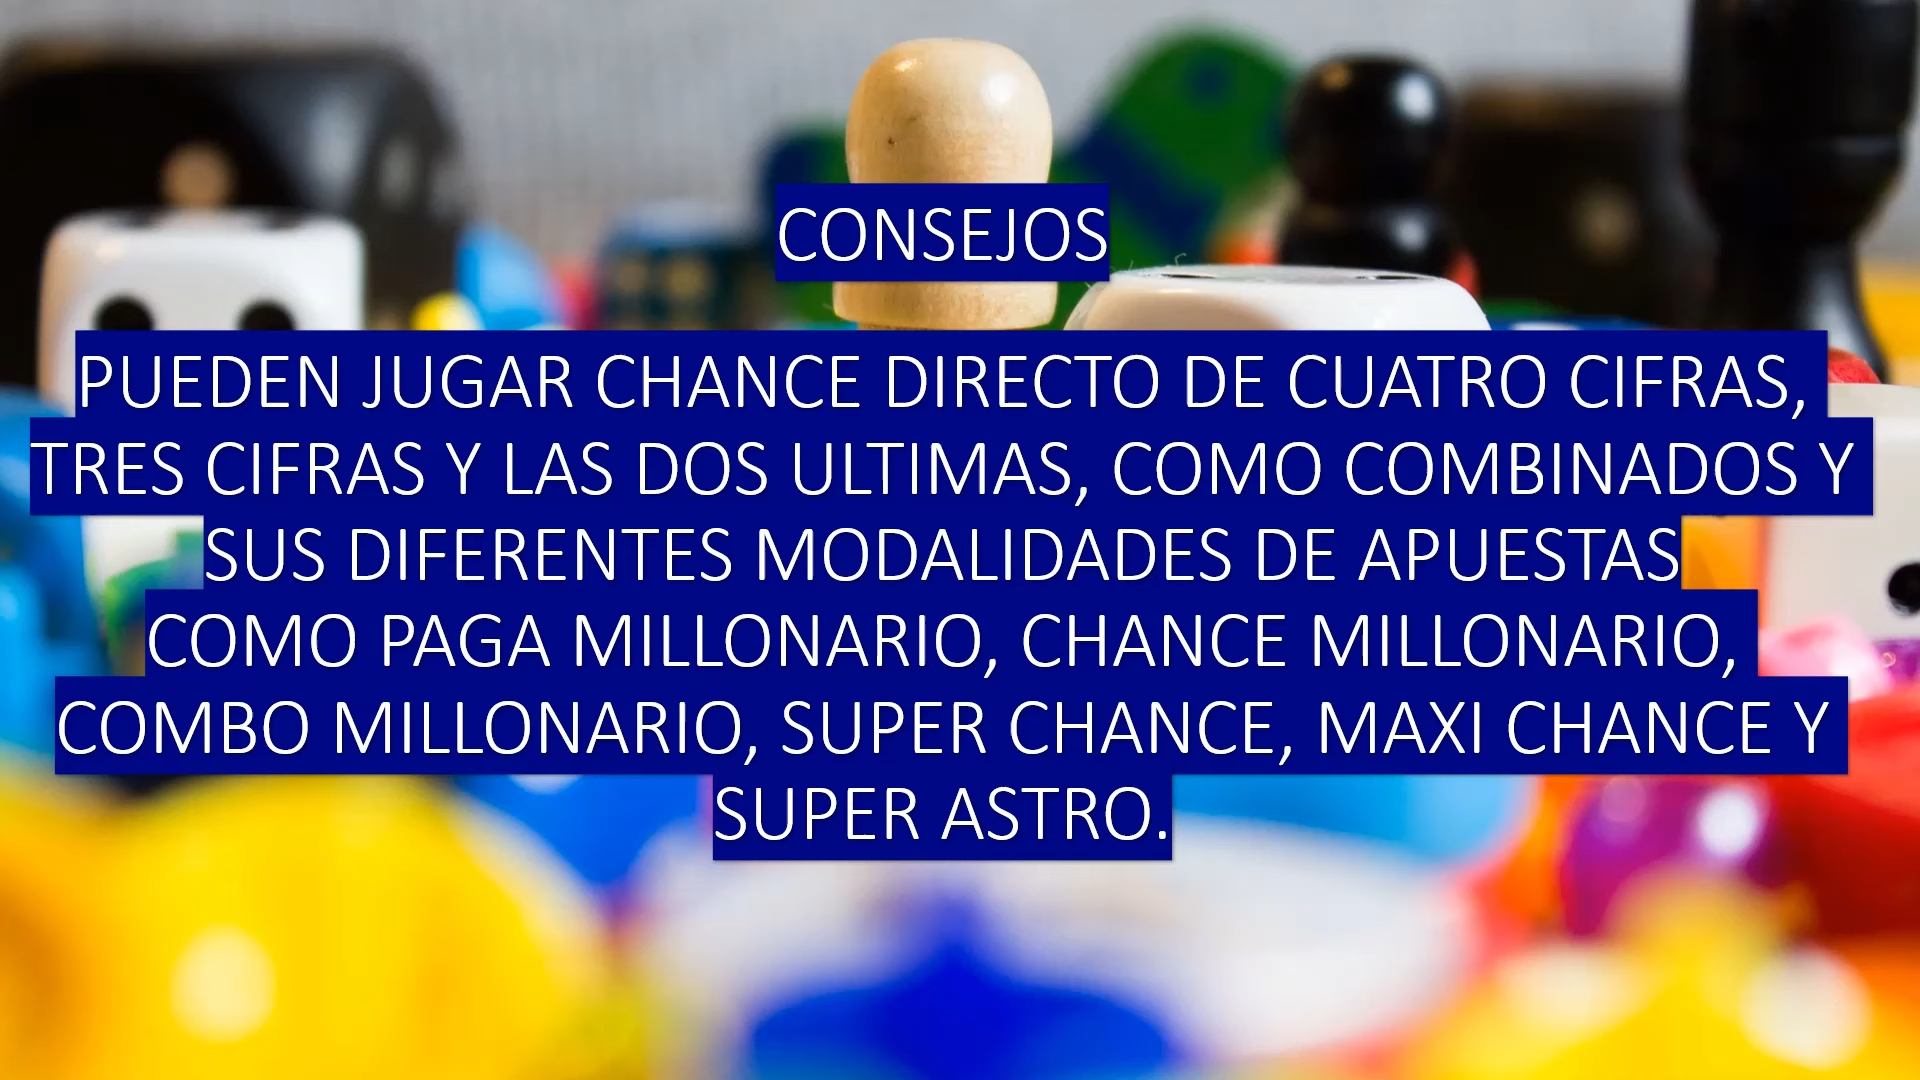 CONSEJOS
PUEDEN JUGAR CHANCE DIRECTO DE CUATRO CIFRAS,
TRES CIFRAS Y LAS DOS ULTIMAS, COMO COMBINADOS Y
SUS DIFERENTES MODALIDADES DE APUESTAS
COMO PAGA MILLONARIO, CHANCE MILLONARIO,
COMBO MILLONARIO, SUPER CHANCE, MAXI CHANCE Y
SUPER ASTRO.